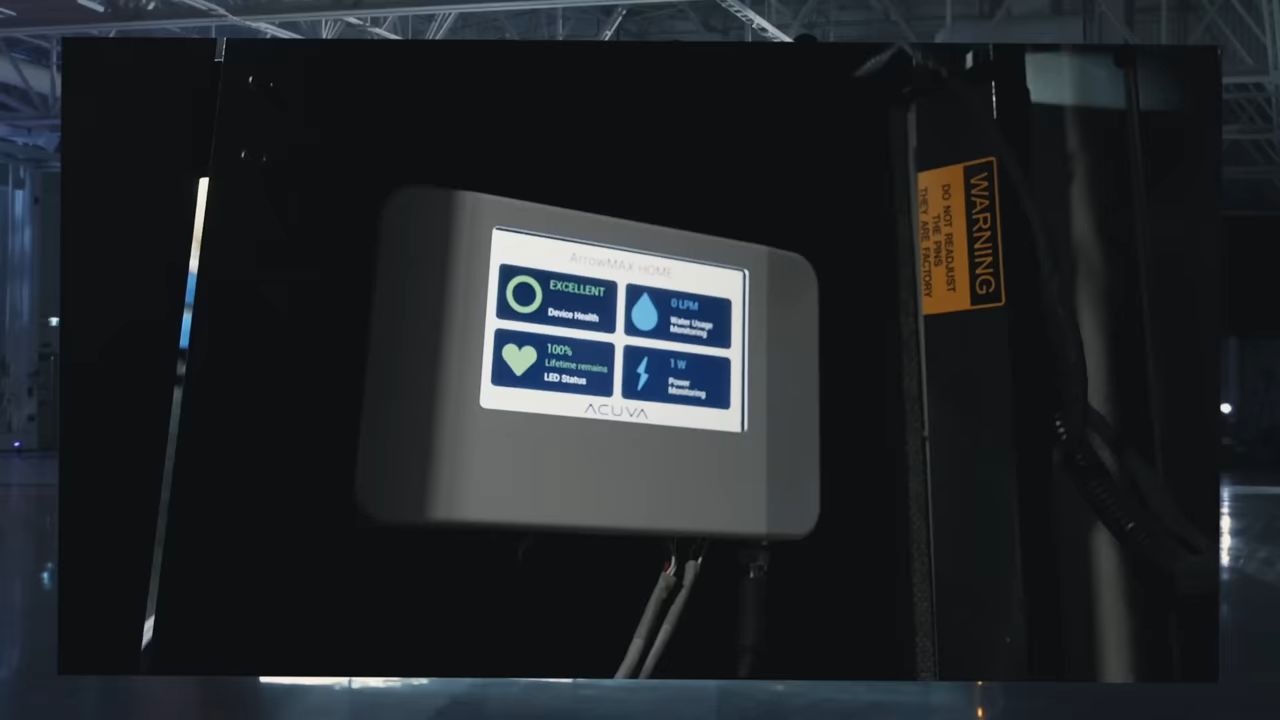 ArrowMAX HOME
EXCELLENT
Device Health
0 LPM
Water Usage
Monitoring
100%
Lifetime remains
LED Status
1 W
Power
Monitoring
ACUVA
WARNING
DO NOT READJUST
THE PINS
THEY ARE FACTORY